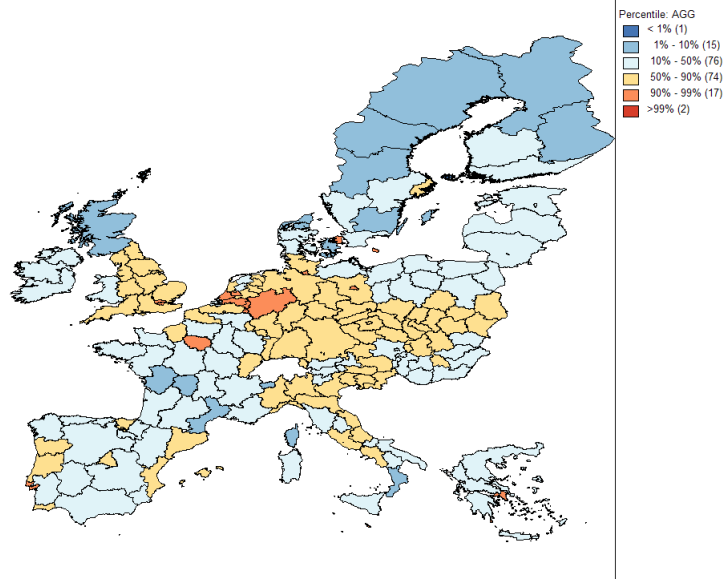 Percentile: AGG
< 1% (1)
1% - 10% (15)
10% - 50% (76)
50% - 90% (74)
90% - 99% (17)
>99% (2)